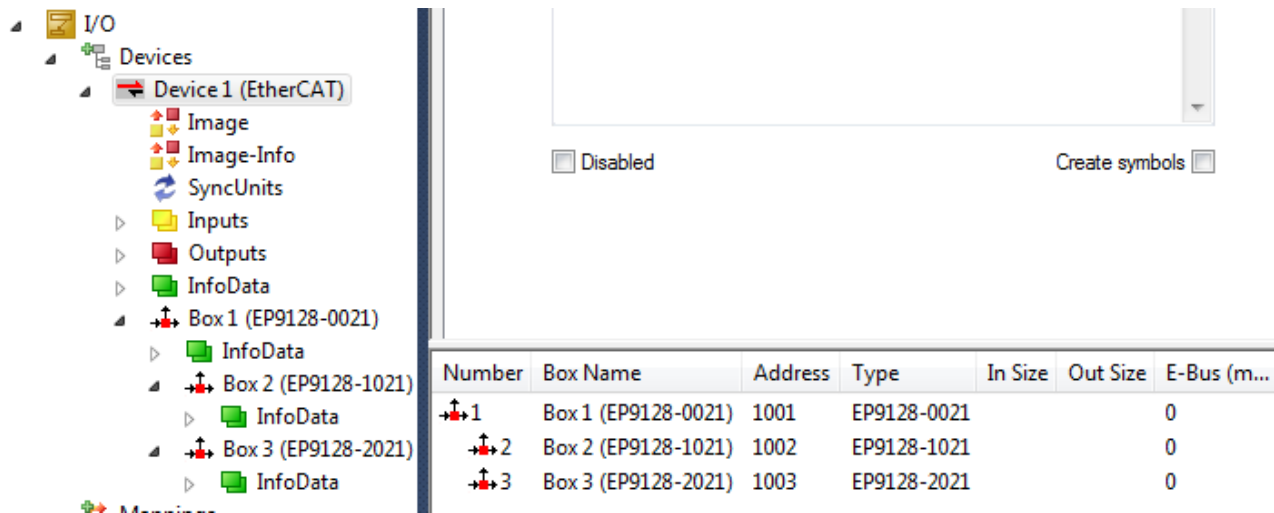 I/O
Devices
Device 1 (EtherCAT)
Image
Image-Info
SyncUnits
Inputs
Outputs
InfoData
Box 1 (EP9128-0021)
InfoData
Box 2 (EP9128-1021)
InfoData
Box 3 (EP9128-2021)
InfoData
Mappings
Disabled
Create symbols
Number Box Name Address Type In Size Out Size E-Bus (m...
1 Box 1 (EP9128-0021) 1001 EP9128-0021 0
2 Box 2 (EP9128-1021) 1002 EP9128-1021 0
3 Box 3 (EP9128-2021) 1003 EP9128-2021 0